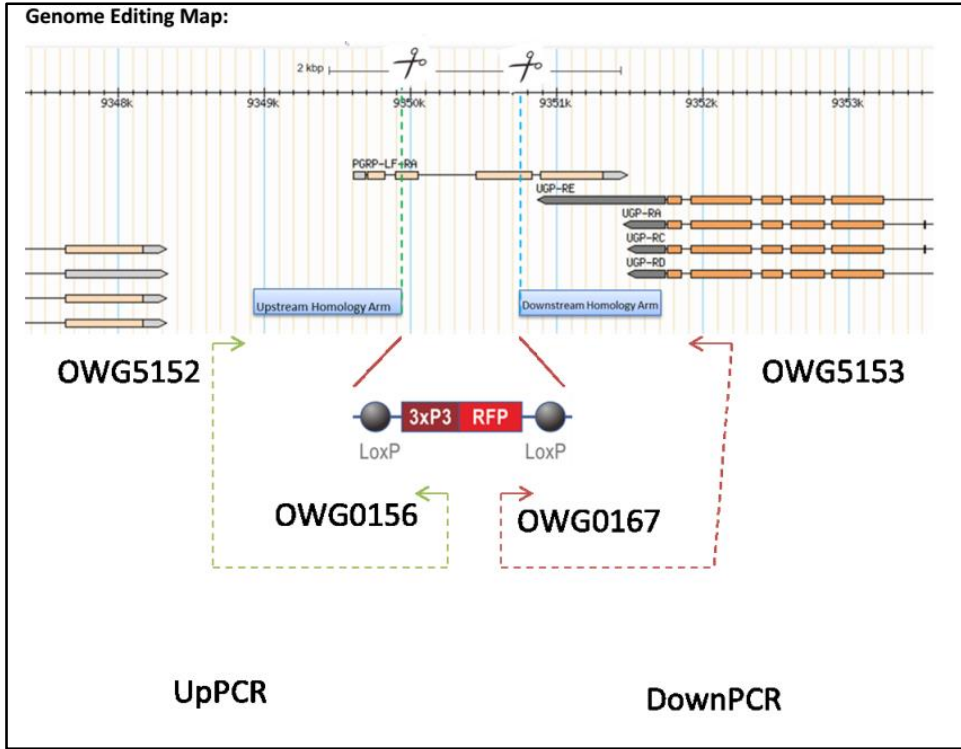 Genome Editing Map:
2 kbp
9348k 9349k 9350k 9351k 9352k 9353k
PGRP-LF-RA
UGP-RE
UGP-RA
UGP-RC
UGP-RD
Upstream Homology Arm Downstream Homology Arm
OWG5152 OWG5153
3xP3 RFP
LoxP LoxP
OWG0156 OWG0167
UpPCR DownPCR